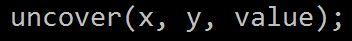 uncover(x, y, value);